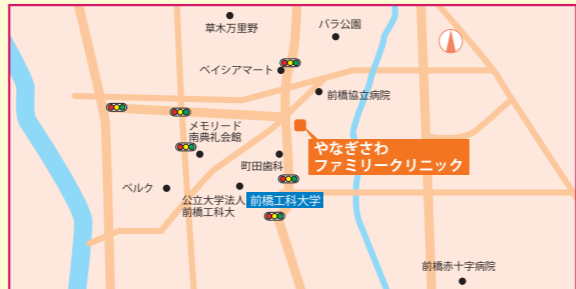 草木万里野
バラ公園
ベイシアマート
前橋協立病院
メモリード
南典礼会館
やなぎさわ
ファミリークリニック
町田歯科
ベルク
公立大学法人
前橋工科大
前橋工科大学
前橋赤十字病院